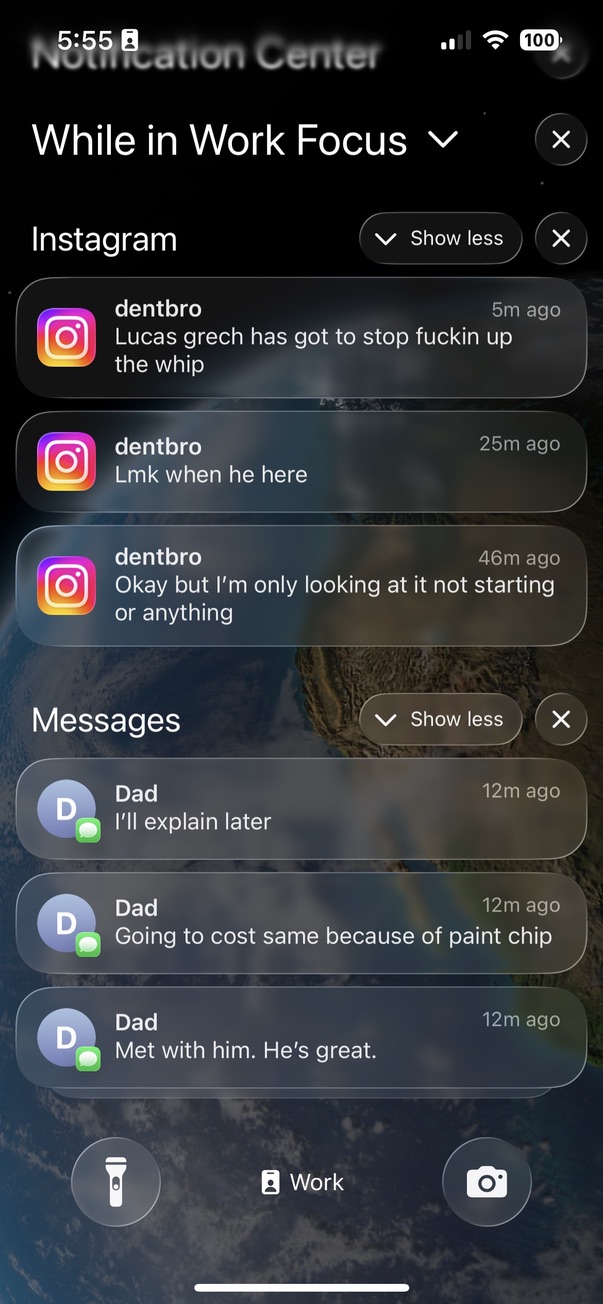 5:55
100
Notification Center
While in Work Focus
Instagram
Show less
dentbro
5m ago
Lucas grech has got to stop fuckin up
the whip
dentbro
25m ago
Lmk when he here
dentbro
46m ago
Okay but I’m only looking at it not starting
or anything
Messages
Show less
D
Dad
12m ago
I’ll explain later
D
Dad
12m ago
Going to cost same because of paint chip
D
Dad
12m ago
Met with him. He’s great.
Work